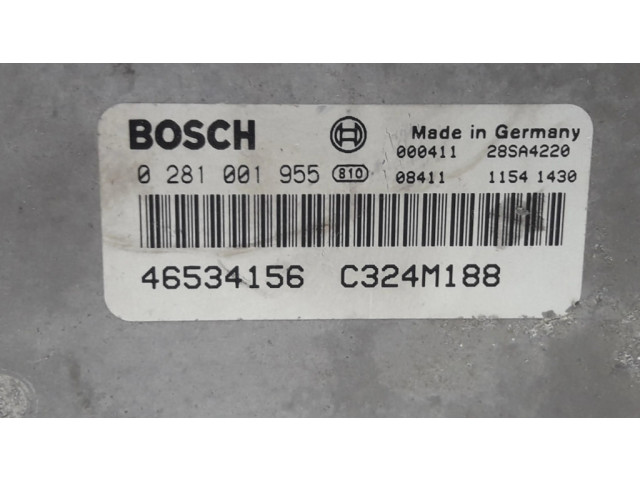 BOSCH Made in Germany
000411 28SA4220
0 281 001 955 810 08411 1154 1430
46534156 C324M188